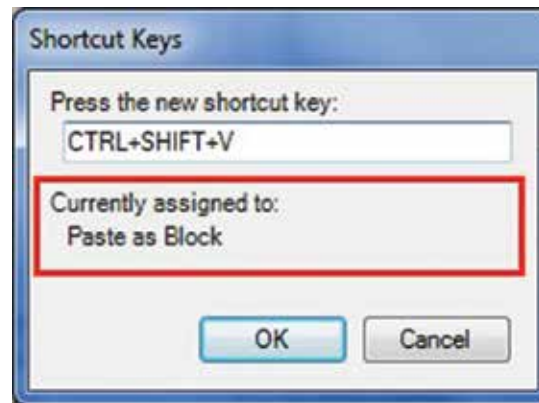 Shortcut Keys
Press the new shortcut key:
CTRL+SHIFT+V
Currently assigned to:
Paste as Block
OK
Cancel